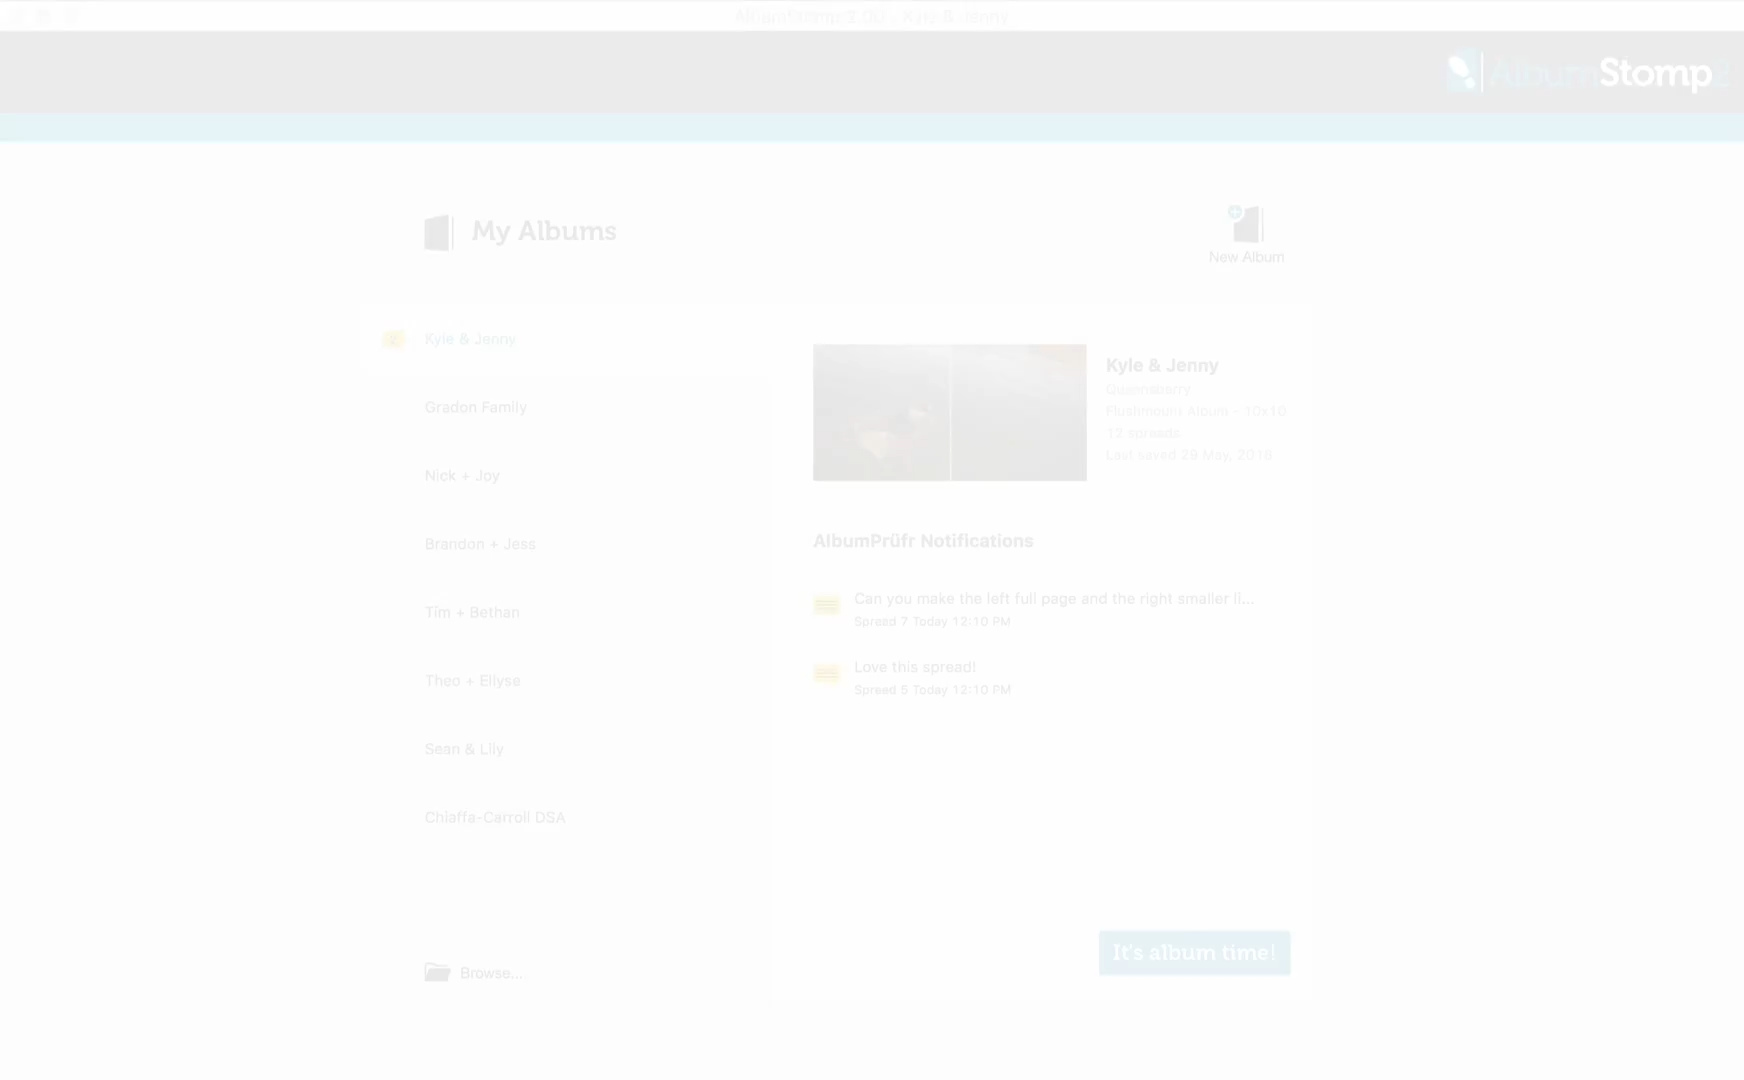 AlbumStomp2
My Albums
New Album
Kyle & Jenny
Gradon Family
Nick + Joy
Brandon + Jess
Tim + Bethan
Theo + Ellyse
Sean & Lily
Chiaffa-Carroll DSA
Browse...
Kyle & Jenny
Queensberry
Flushmount Album - 10x10
12 spreads
Last saved 29 May, 2018
AlbumPrüfr Notifications
Can you make the left full page and the right smaller li...
Spread 7 Today 12:10 PM
Love this spread!
Spread 5 Today 12:10 PM
It's album time!